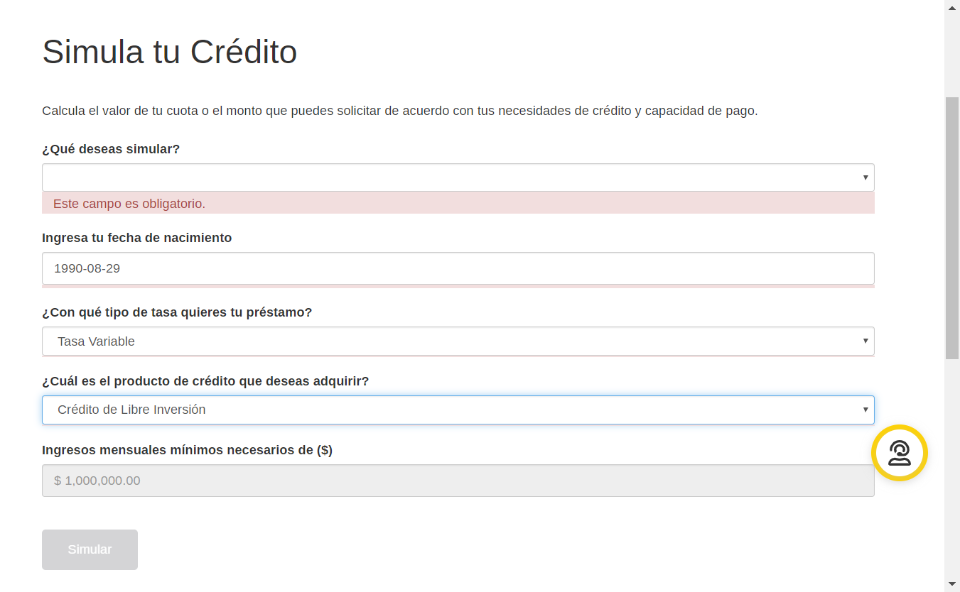 Simula tu Crédito
Calcula el valor de tu cuota o el monto que puedes solicitar de acuerdo con tus necesidades de crédito y capacidad de pago.
¿Qué deseas simular?
Este campo es obligatorio.
Ingresa tu fecha de nacimiento
1990-08-29
¿Con qué tipo de tasa quieres tu préstamo?
Tasa Variable
¿Cuál es el producto de crédito que deseas adquirir?
Crédito de Libre Inversión
Ingresos mensuales mínimos necesarios de ($)
$ 1,000,000.00
Simular